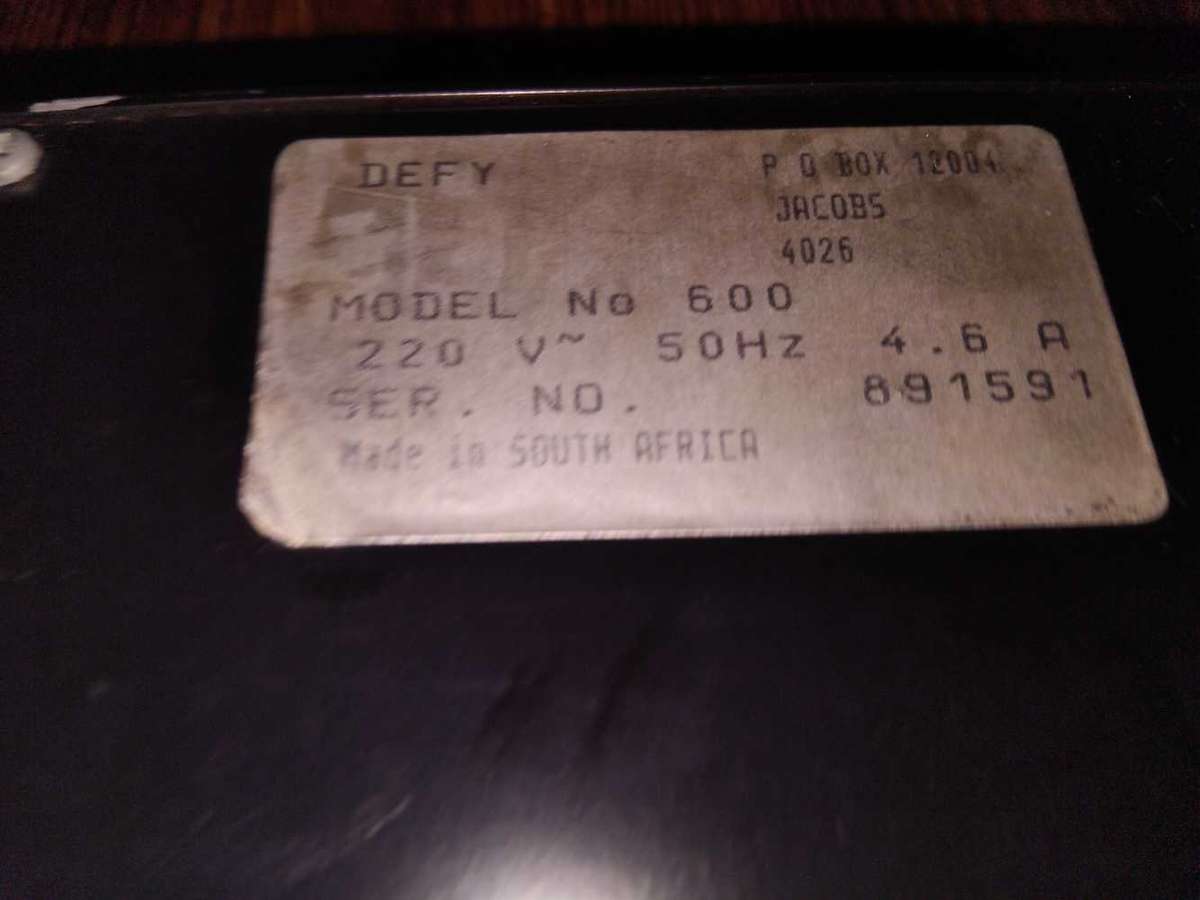 DEFY
P O BOX 12004
JACOBS
4026
MODEL No 600
220 V~ 50Hz 4.6 A
SER. NO. 891591
Made in SOUTH AFRICA